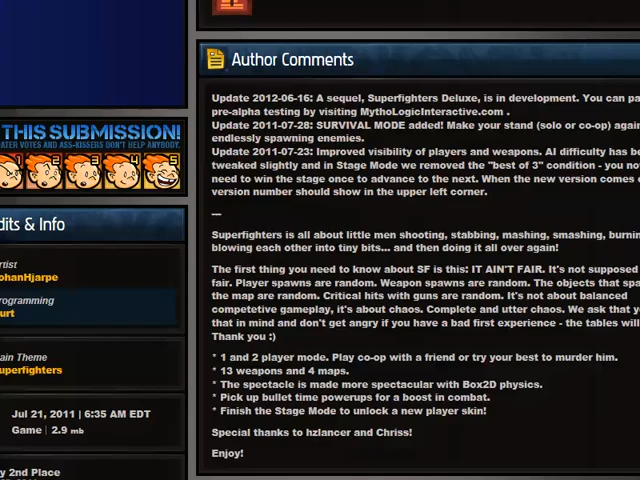 Author Comments
Update 2012-06-16: A sequel, Superfighters Deluxe, is in development. You can pa
pre-alpha testing by visiting MythoLogicInteractive.com .
Update 2011-07-28: SURVIVAL MODE added! Make your stand (solo or co-op) again
endlessly spawning enemies.
Update 2011-07-23: Improved visibility of players and weapons. AI difficulty has be
tweaked slightly and in Stage Mode we removed the "best of 3" condition - you no
need to win the stage once to advance to the next. When the new version comes
version number should show in the upper left corner.
---
Superfighters is all about little men shooting, stabbing, mashing, smashing, burnin
blowing each other into tiny bits... and then doing it all over again!
The first thing you need to know about SF is this: IT AIN'T FAIR. It's not supposed
fair. Player spawns are random. Weapon spawns are random. The objects that spa
the map are random. Critical hits with guns are random. It's not about balanced
competetive gameplay, it's about chaos. Complete and utter chaos. We ask that y
that in mind and don't get angry if you have a bad first experience - the tables will
Thank you :)
* 1 and 2 player mode. Play co-op with a friend or try your best to murder him.
* 13 weapons and 4 maps.
* The spectacle is made more spectacular with Box2D physics.
* Pick up bullet time powerups for a boost in combat.
* Finish the Stage Mode to unlock a new player skin!
Special thanks to hzlancer and Chriss!
Enjoy!
THIS SUBMISSION!
ATER VOTES AND ASS-KISSERS DON'T HELP ANYBODY.
1 2 3 4 5
dits & Info
rtist
ohanHjarpe
rogramming
urt
ain Theme
uperfighters
Jul 21, 2011 | 6:35 AM EDT
Game | 2.9 mb
y 2nd Place